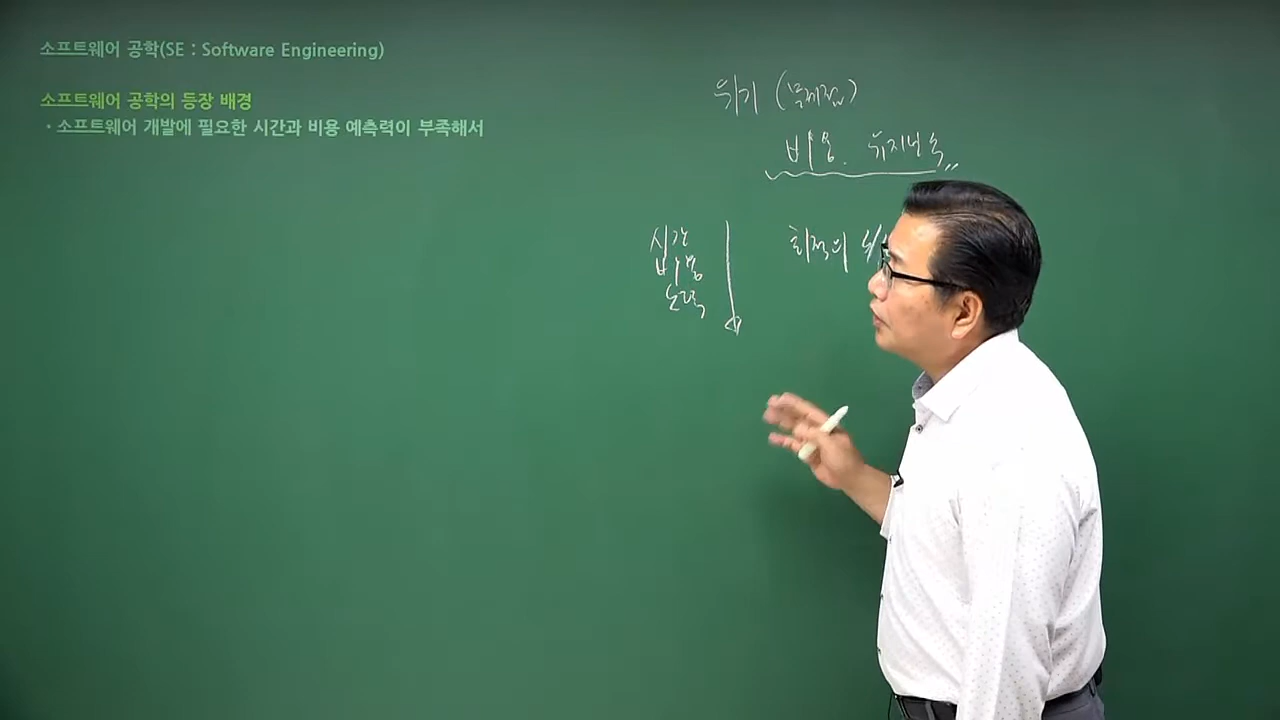 소프트웨어 공학(SE : Software Engineering)
소프트웨어 공학의 등장 배경
· 소프트웨어 개발에 필요한 시간과 비용 예측력이 부족해서
위기 (문제점)
비용. 유지보수
시간
비용
노력
최적의 S/